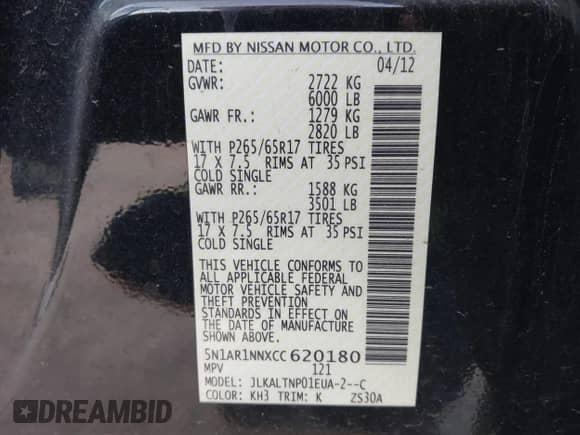 MFD BY NISSAN MOTOR CO., LTD.
DATE: 04/12
GVWR: 2722 KG
6000 LB
GAWR FR.: 1279 KG
2820 LB
WITH P265/65R17 TIRES
17 X 7.5 RIMS AT 35 PSI
COLD SINGLE
GAWR RR.: 1588 KG
3501 LB
WITH P265/65R17 TIRES
17 X 7.5 RIMS AT 35 PSI
COLD SINGLE
THIS VEHICLE CONFORMS TO
ALL APPLICABLE FEDERAL
MOTOR VEHICLE SAFETY AND
THEFT PREVENTION
STANDARDS IN EFFECT ON
THE DATE OF MANUFACTURE
SHOWN ABOVE.
5N1AR1NNXCC620180
MPV 121
MODEL: JLKALTNP01EUA-2--C
COLOR: KH3 TRIM: K ZS30A
AUTOBIDMASTER